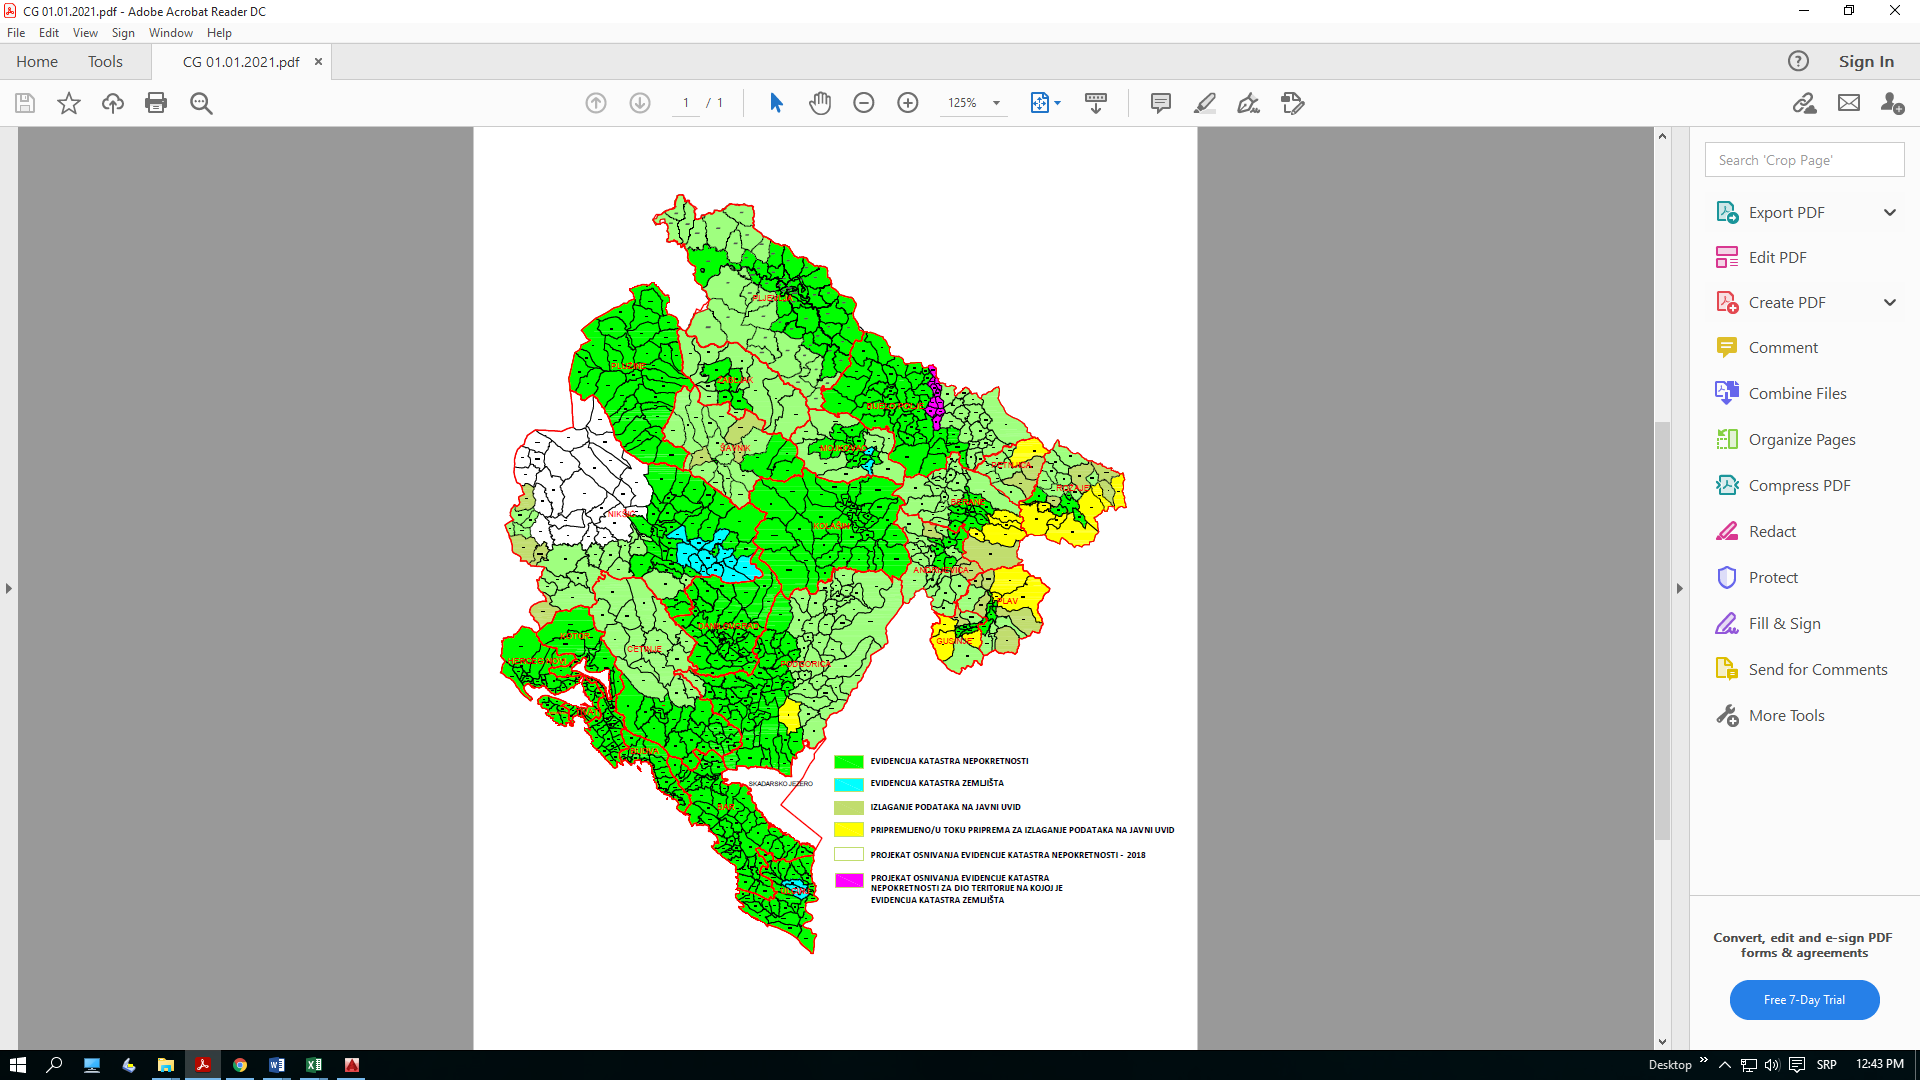 CG 01.01.2021.pdf - Adobe Acrobat Reader DC
File Edit View Sign Window Help
Home Tools CG 01.01.2021.pdf × Sign In
1 / 1 125%
Search 'Crop Page'
Export PDF
Edit PDF
Create PDF
Comment
Combine Files
Organize Pages
Compress PDF
Redact
Protect
Fill & Sign
Send for Comments
More Tools
Convert, edit and e-sign PDF
forms & agreements
Free 7-Day Trial
ŠAVNIK
NIKŠIĆ
KOLAŠIN
PLAV
GUSINJE
CETINJE
KOTOR
BAR
SKADARSKO JEZERO
EVIDENCIJA KATASTRA NEPOKRETNOSTI
EVIDENCIJA KATASTRA ZEMLJIŠTA
IZLAGANJE PODATAKA NA JAVNI UVID
PRIPREMLJENO/U TOKU PRIPREMA ZA IZLAGANJE PODATAKA NA JAVNI UVID
PROJEKAT OSNIVANJA EVIDENCIJE KATASTRA NEPOKRETNOSTI - 2018
PROJEKAT OSNIVANJA EVIDENCIJE KATASTRA
NEPOKRETNOSTI ZA DIO TERITORIJE NA KOJOJ JE
EVIDENCIJA KATASTRA ZEMLJIŠTA
Desktop SRP 12:43 PM